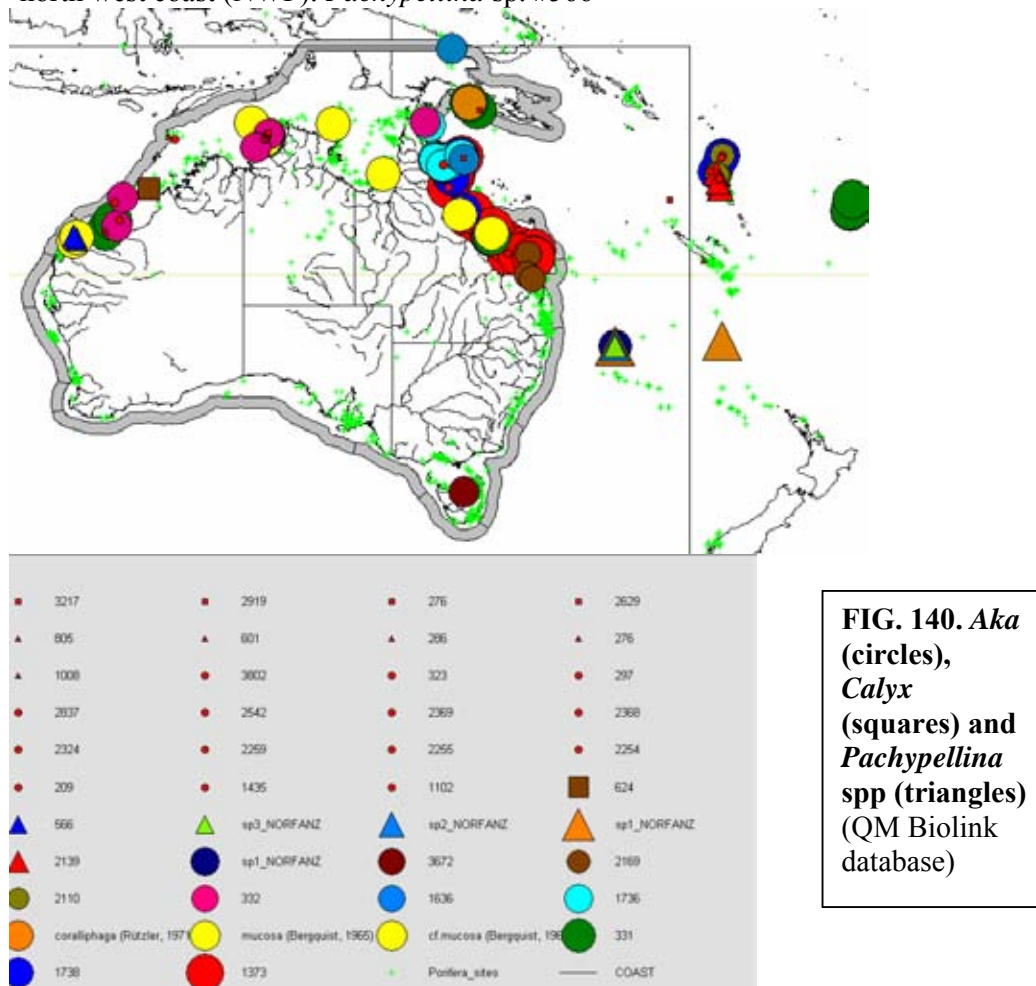 north west coast (NWP): Pachypellina sp. #566
3217 2919 276 2629
805 601 286 276
1008 3802 323 297
2837 2542 2369 2368
2324 2259 2255 2254
209 1435 1102 624
566 sp3_NORFANZ sp2_NORFANZ sp1_NORFANZ
2139 sp1_NORFANZ 3672 2169
2110 332 1636 1736
coralliphaga (Rützler, 1971 mucosa (Bergquist, 1965) cf.mucosa (Bergquist, 196 331
1738 1373 Porifera_sites COAST
FIG. 140. Aka
(circles),
Calyx
(squares) and
Pachypellina
spp (triangles)
(QM Biolink
database)